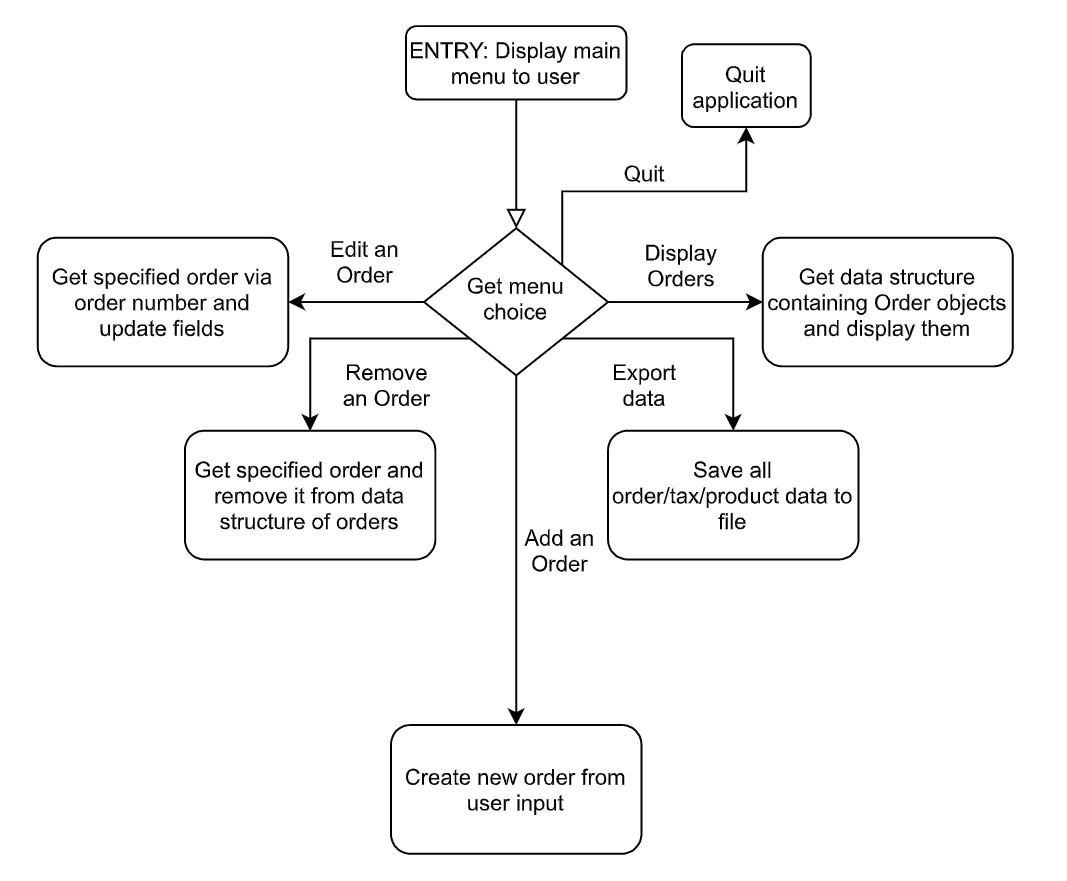 ENTRY: Display main
menu to user
Quit
application
Quit
Edit an
Order
Display
Orders
Get specified order via
order number and
update fields
Get menu
choice
Get data structure
containing Order objects
and display them
Remove
an Order
Export
data
Get specified order and
remove it from data
structure of orders
Save all
order/tax/product data to
file
Add an
Order
Create new order from
user input